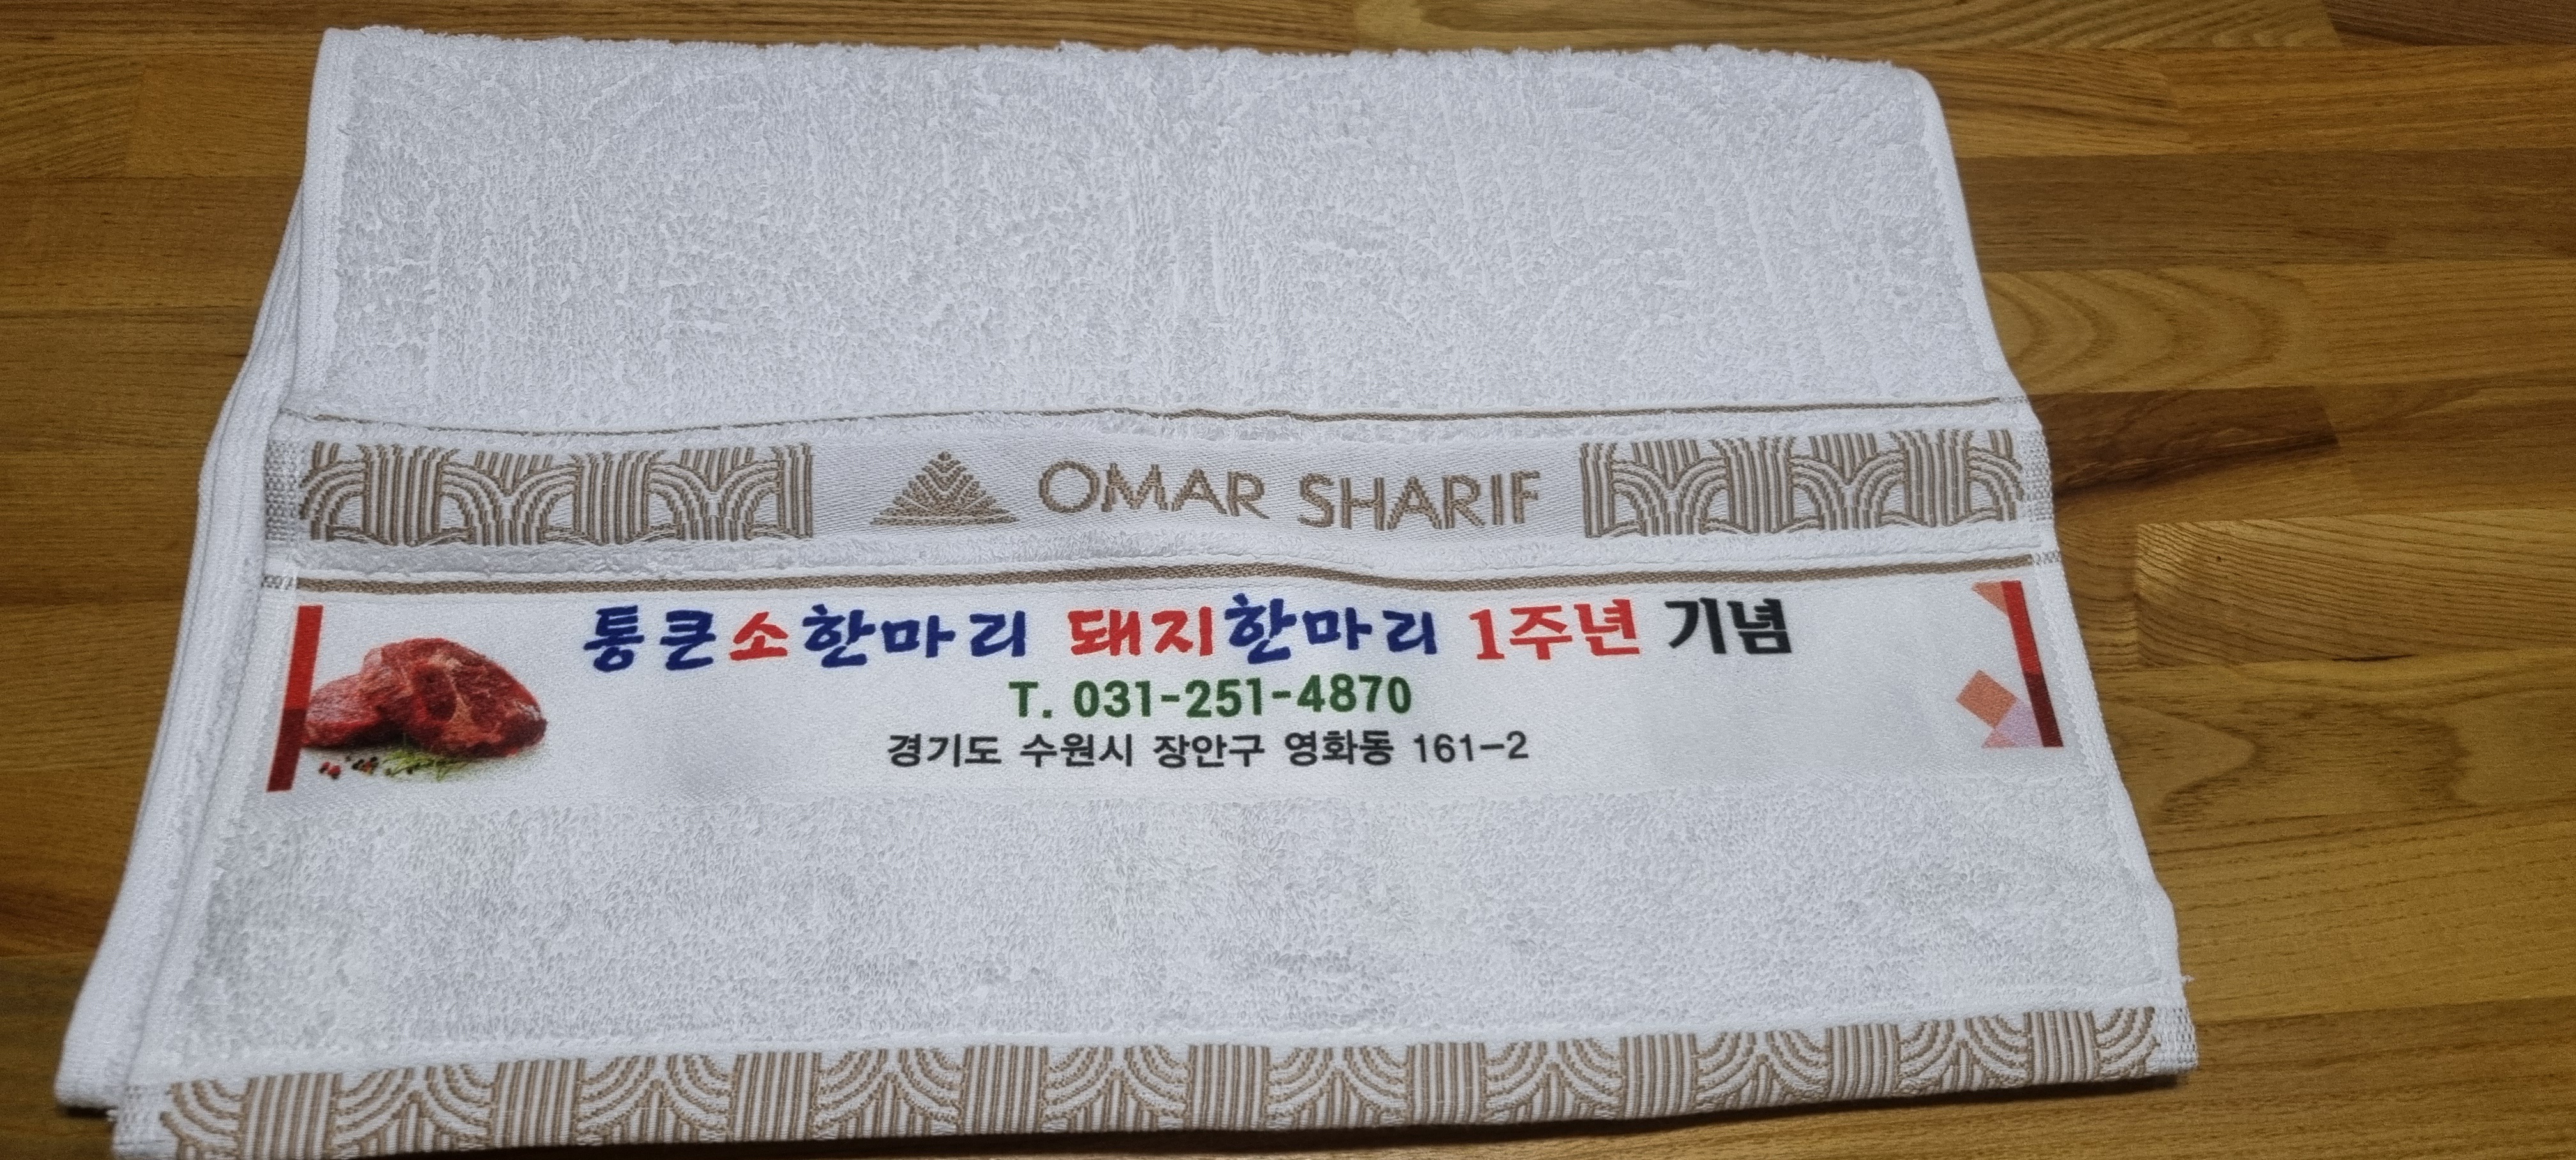 OMAR SHARIF
통큰소한마리 돼지한마리 1주년 기념
T. 031-251-4870
경기도 수원시 장안구 영화동 161-2